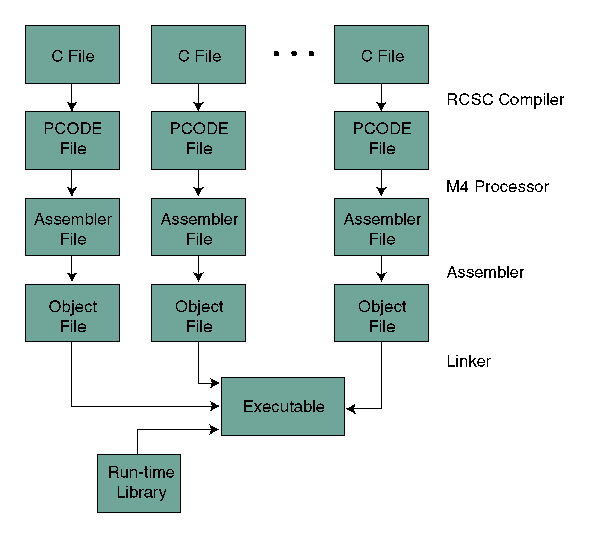 C File
C File
• • •
C File
RCSC Compiler
PCODE
File
PCODE
File
PCODE
File
M4 Processor
Assembler
File
Assembler
File
Assembler
File
Assembler
Object
File
Object
File
Object
File
Linker
Executable
Run-time
Library